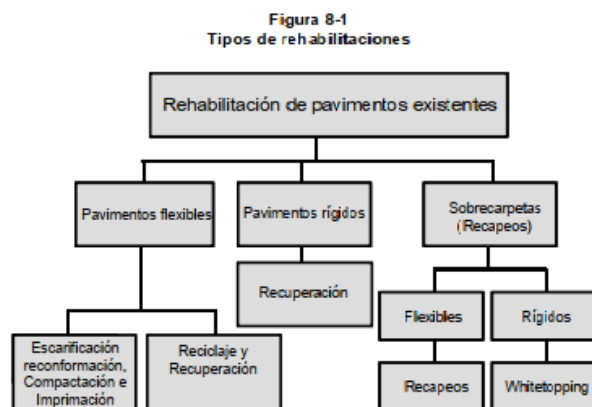 Figura 8-1
Tipos de rehabilitaciones
Rehabilitación de pavimentos existentes
Pavimentos flexibles
Pavimentos rígidos
Sobrecarpetas
(Recapeos)
Recuperación
Flexibles
Rígidos
Escarificación
reconformación,
Compactación e
Imprimación
Reciclaje y
Recuperación
Recapeos
Whitetopping